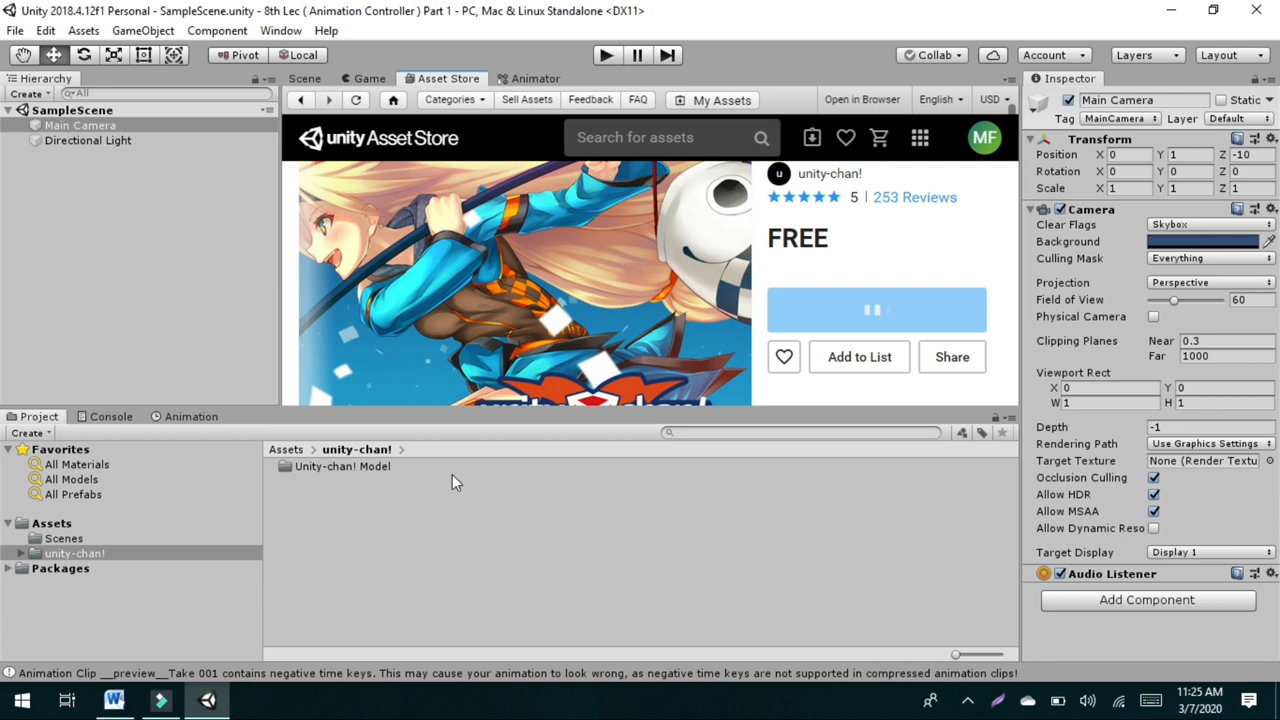 Unity 2018.4.12f1 Personal - SampleScene.unity - 8th Lec ( Animation Controller ) Part 1 - PC, Mac & Linux Standalone <DX11>
File Edit Assets GameObject Component Window Help
Pivot Local Collab Account Layers Layout
Hierarchy Scene Game Asset Store Animator Inspector
Create All
SampleScene
Main Camera
Directional Light
Categories Sell Assets Feedback FAQ My Assets Open in Browser English USD
unity Asset Store Search for assets MF
u unity-chan!
5 | 253 Reviews
FREE
Add to List Share
Main Camera Static
Tag MainCamera Layer Default
Transform
Position X 0 Y 1 Z -10
Rotation X 0 Y 0 Z 0
Scale X 1 Y 1 Z 1
Camera
Clear Flags Skybox
Background
Culling Mask Everything
Projection Perspective
Field of View 60
Physical Camera
Clipping Planes Near 0.3
Far 1000
Viewport Rect
X 0 Y 0
W 1 H 1
Depth -1
Rendering Path Use Graphics Settings
Target Texture None (Render Textu
Occlusion Culling
Allow HDR
Allow MSAA
Allow Dynamic Reso
Target Display Display 1
Audio Listener
Add Component
Project Console Animation
Create
Favorites
All Materials
All Models
All Prefabs
Assets
Scenes
unity-chan!
Packages
Assets unity-chan!
Unity-chan! Model
Animation Clip __preview__Take 001 contains negative time keys. This may cause your animation to look wrong, as negative time keys are not supported in compressed animation clips!
11:25 AM
3/7/2020